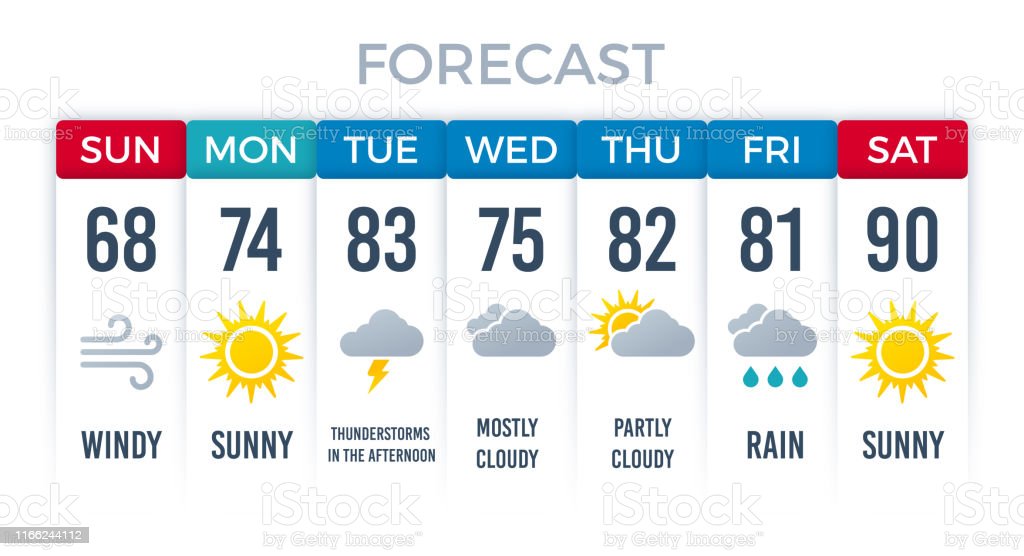 FORECAST
SUN MON TUE WED THU FRI SAT
68 74 83 75 82 81 90
WINDY
SUNNY
THUNDERSTORMS
IN THE AFTERNOON
MOSTLY
CLOUDY
PARTLY
CLOUDY
RAIN
SUNNY
iStock
by Getty Images™
1166244112